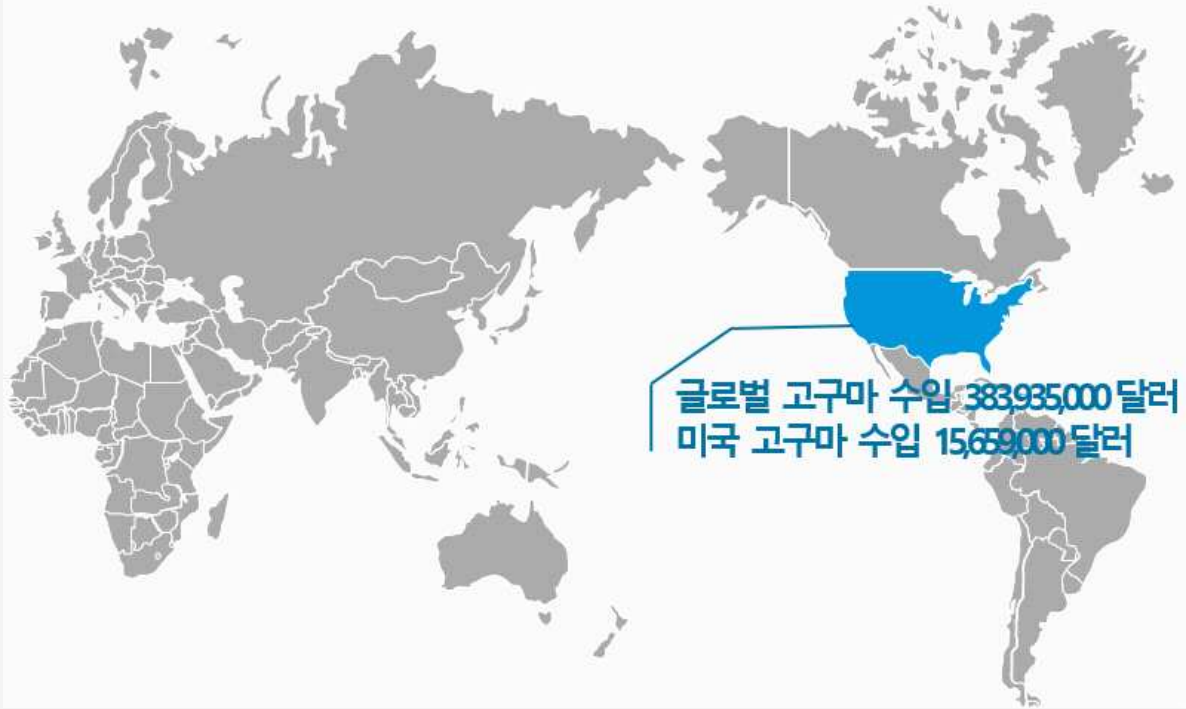 글로벌 고구마 수입 383,935,000 달러
미국 고구마 수입 15,659,000 달러